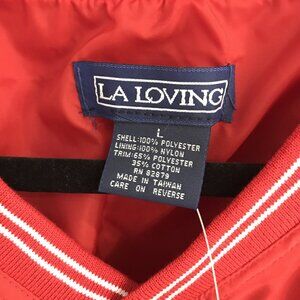 LA LOVING
L
SHELL:100% POLYESTER
LINING:100% NYLON
TRIM:65% POLYESTER
35% COTTON
RN 82879
MADE IN TAIWAN
CARE ON REVERSE